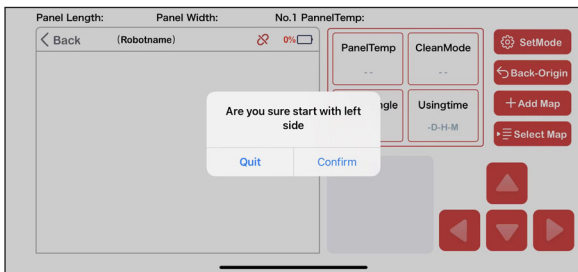 Panel Length: Panel Width: No.1 PannelTemp:
Back (Robotname) 0%
PanelTemp CleanMode
-- --
SetMode
Back-Origin
Are you sure start with left
side
Quit Confirm
ngle Usingtime
-D-H-M
+ Add Map
Select Map